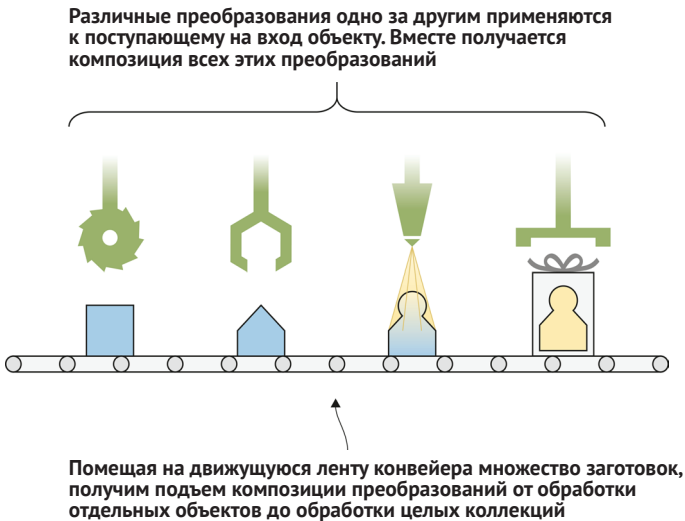 Различные преобразования одно за другим применяются
к поступающему на вход объекту. Вместе получается
композиция всех этих преобразований
Помещая на движущуюся ленту конвейера множество заготовок,
получим подъем композиции преобразований от обработки
отдельных объектов до обработки целых коллекций